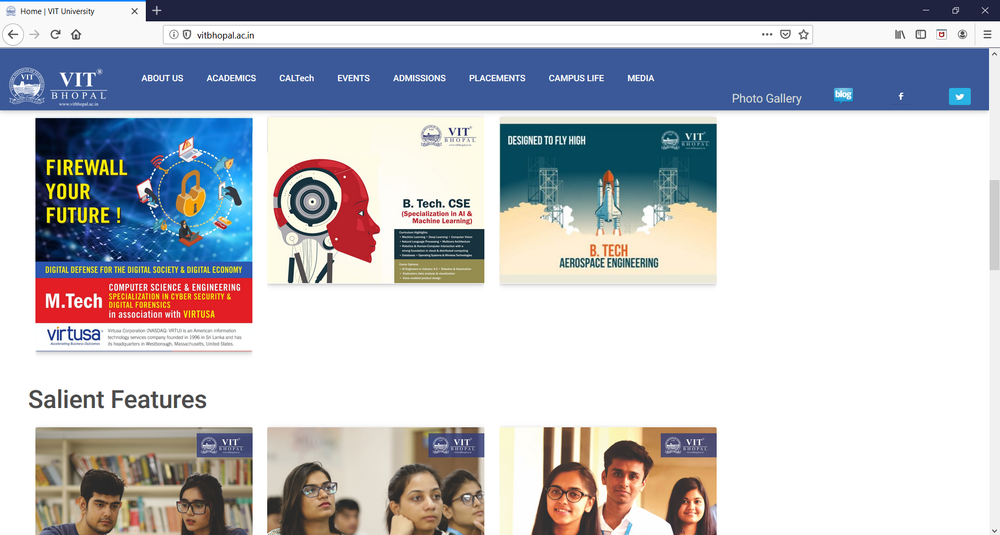 Home | VIT University
vitbhopal.ac.in
VIT®
BHOPAL
www.vitbhopal.ac.in
VIT
ABOUT US
ACADEMICS
CALTech
EVENTS
ADMISSIONS
PLACEMENTS
CAMPUS LIFE
MEDIA
Photo Gallery
blog
f
FIREWALL
YOUR
FUTURE !
DIGITAL DEFENSE FOR THE DIGITAL SOCIETY & DIGITAL ECONOMY
M.Tech
COMPUTER SCIENCE & ENGINEERING
SPECIALIZATION IN CYBER SECURITY &
DIGITAL FORENSICS
in association with VIRTUSA
virtusa
Accelerating Business Outcomes
Virtusa Corporation (NASDAQ: VRTU) is an American information
technology services company founded in 1996 in Sri Lanka and has
its headquarters in Westborough, Massachusetts, United States.
VIT
BHOPAL
www.vitbhopal.ac.in
B. Tech. CSE
(Specialization in AI &
Machine Learning)
Curriculum Highlights:
• Machine Learning • Deep Learning • Computer Vision
• Natural Language Processing • Multicore Architecture
• Robotics & Human-Computer Interaction with a
strong foundation in cloud & distributed computing
• Databases • Operating Systems & Wireless Technologies
Carrer Options:
• AI Engineers in Industry 4.0 • Robotics & Automation
• Exploratory data analysis & visualization
• Voice enabled product design
DESIGNED TO FLY HIGH
VIT
BHOPAL
www.vitbhopal.ac.in
B. TECH
AEROSPACE ENGINEERING
Salient Features
VIT
BHOPAL
www.vitbhopal.ac.in
VIT
BHOPAL
www.vitbhopal.ac.in
VIT
BHOPAL
www.vitbhopal.ac.in